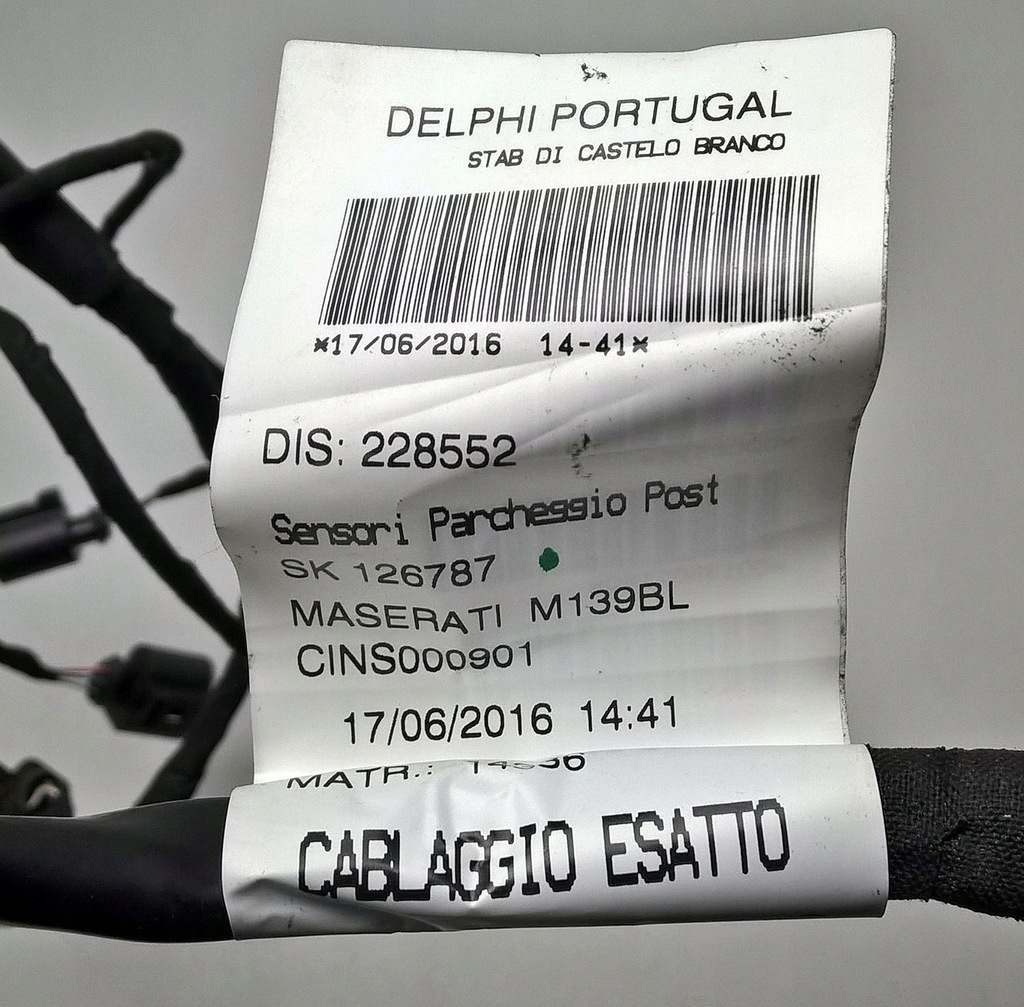 DELPHI PORTUGAL
STAB DI CASTELO BRANCO
*17/06/2016 14-41*
DIS: 228552
Sensori Parcheggio Post
SK 126787
MASERATI M139BL
CINS000901
17/06/2016 14:41
MATR.:
CABLAGGIO ESATTO